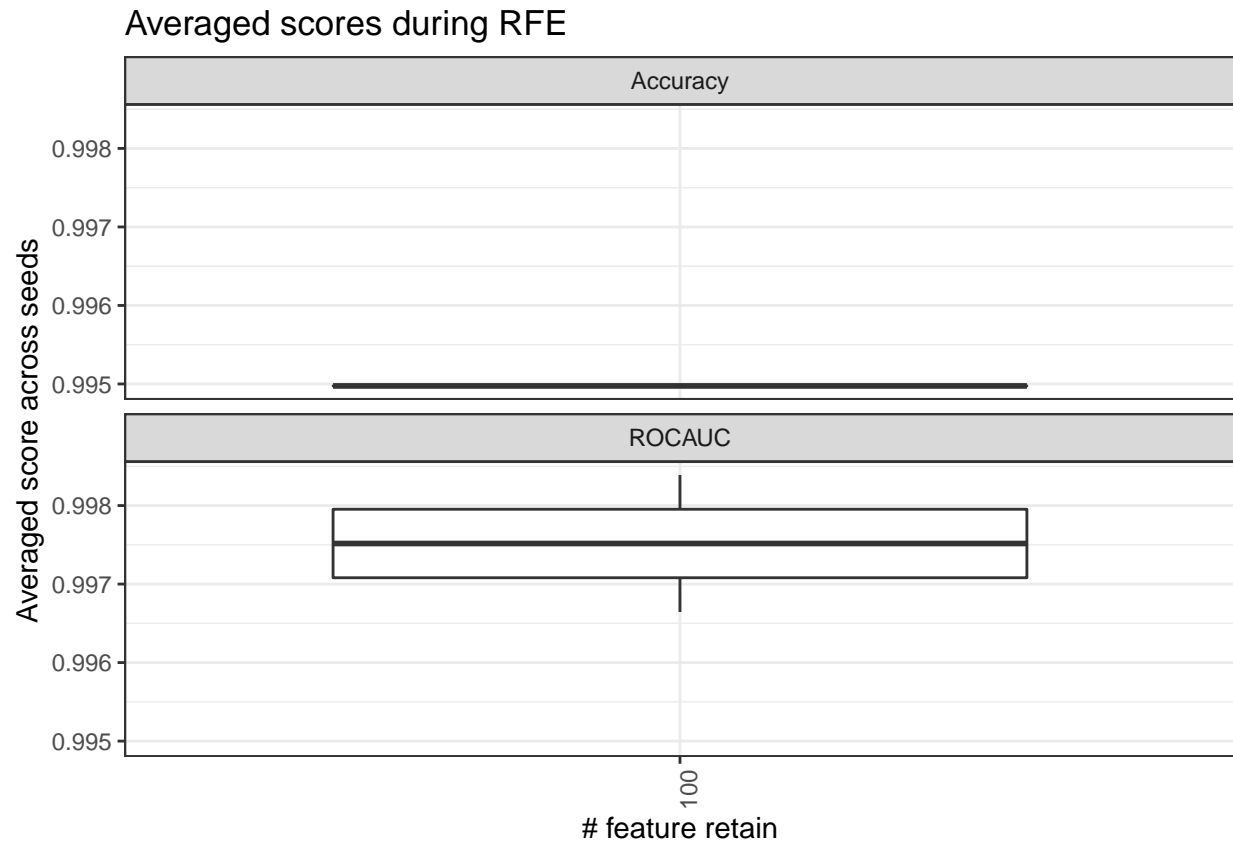 Averaged scores during RFE
Accuracy
0.998
0.997
0.996
0.995
ROCAUC
0.998
0.997
0.996
0.995
Averaged score across seeds
100
# feature retain